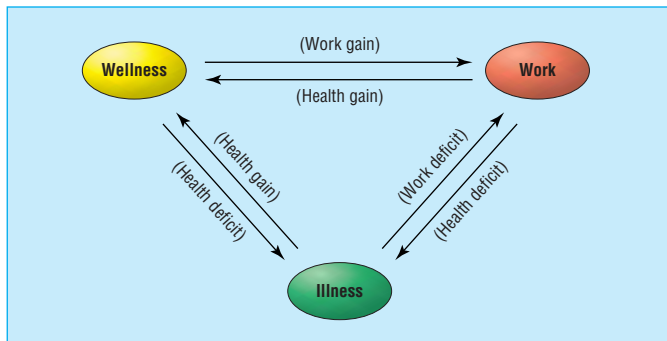 (Work gain)
Wellness
Work
(Health gain)
(Health gain)
(Health deficit)
(Work deficit)
(Health deficit)
Illness